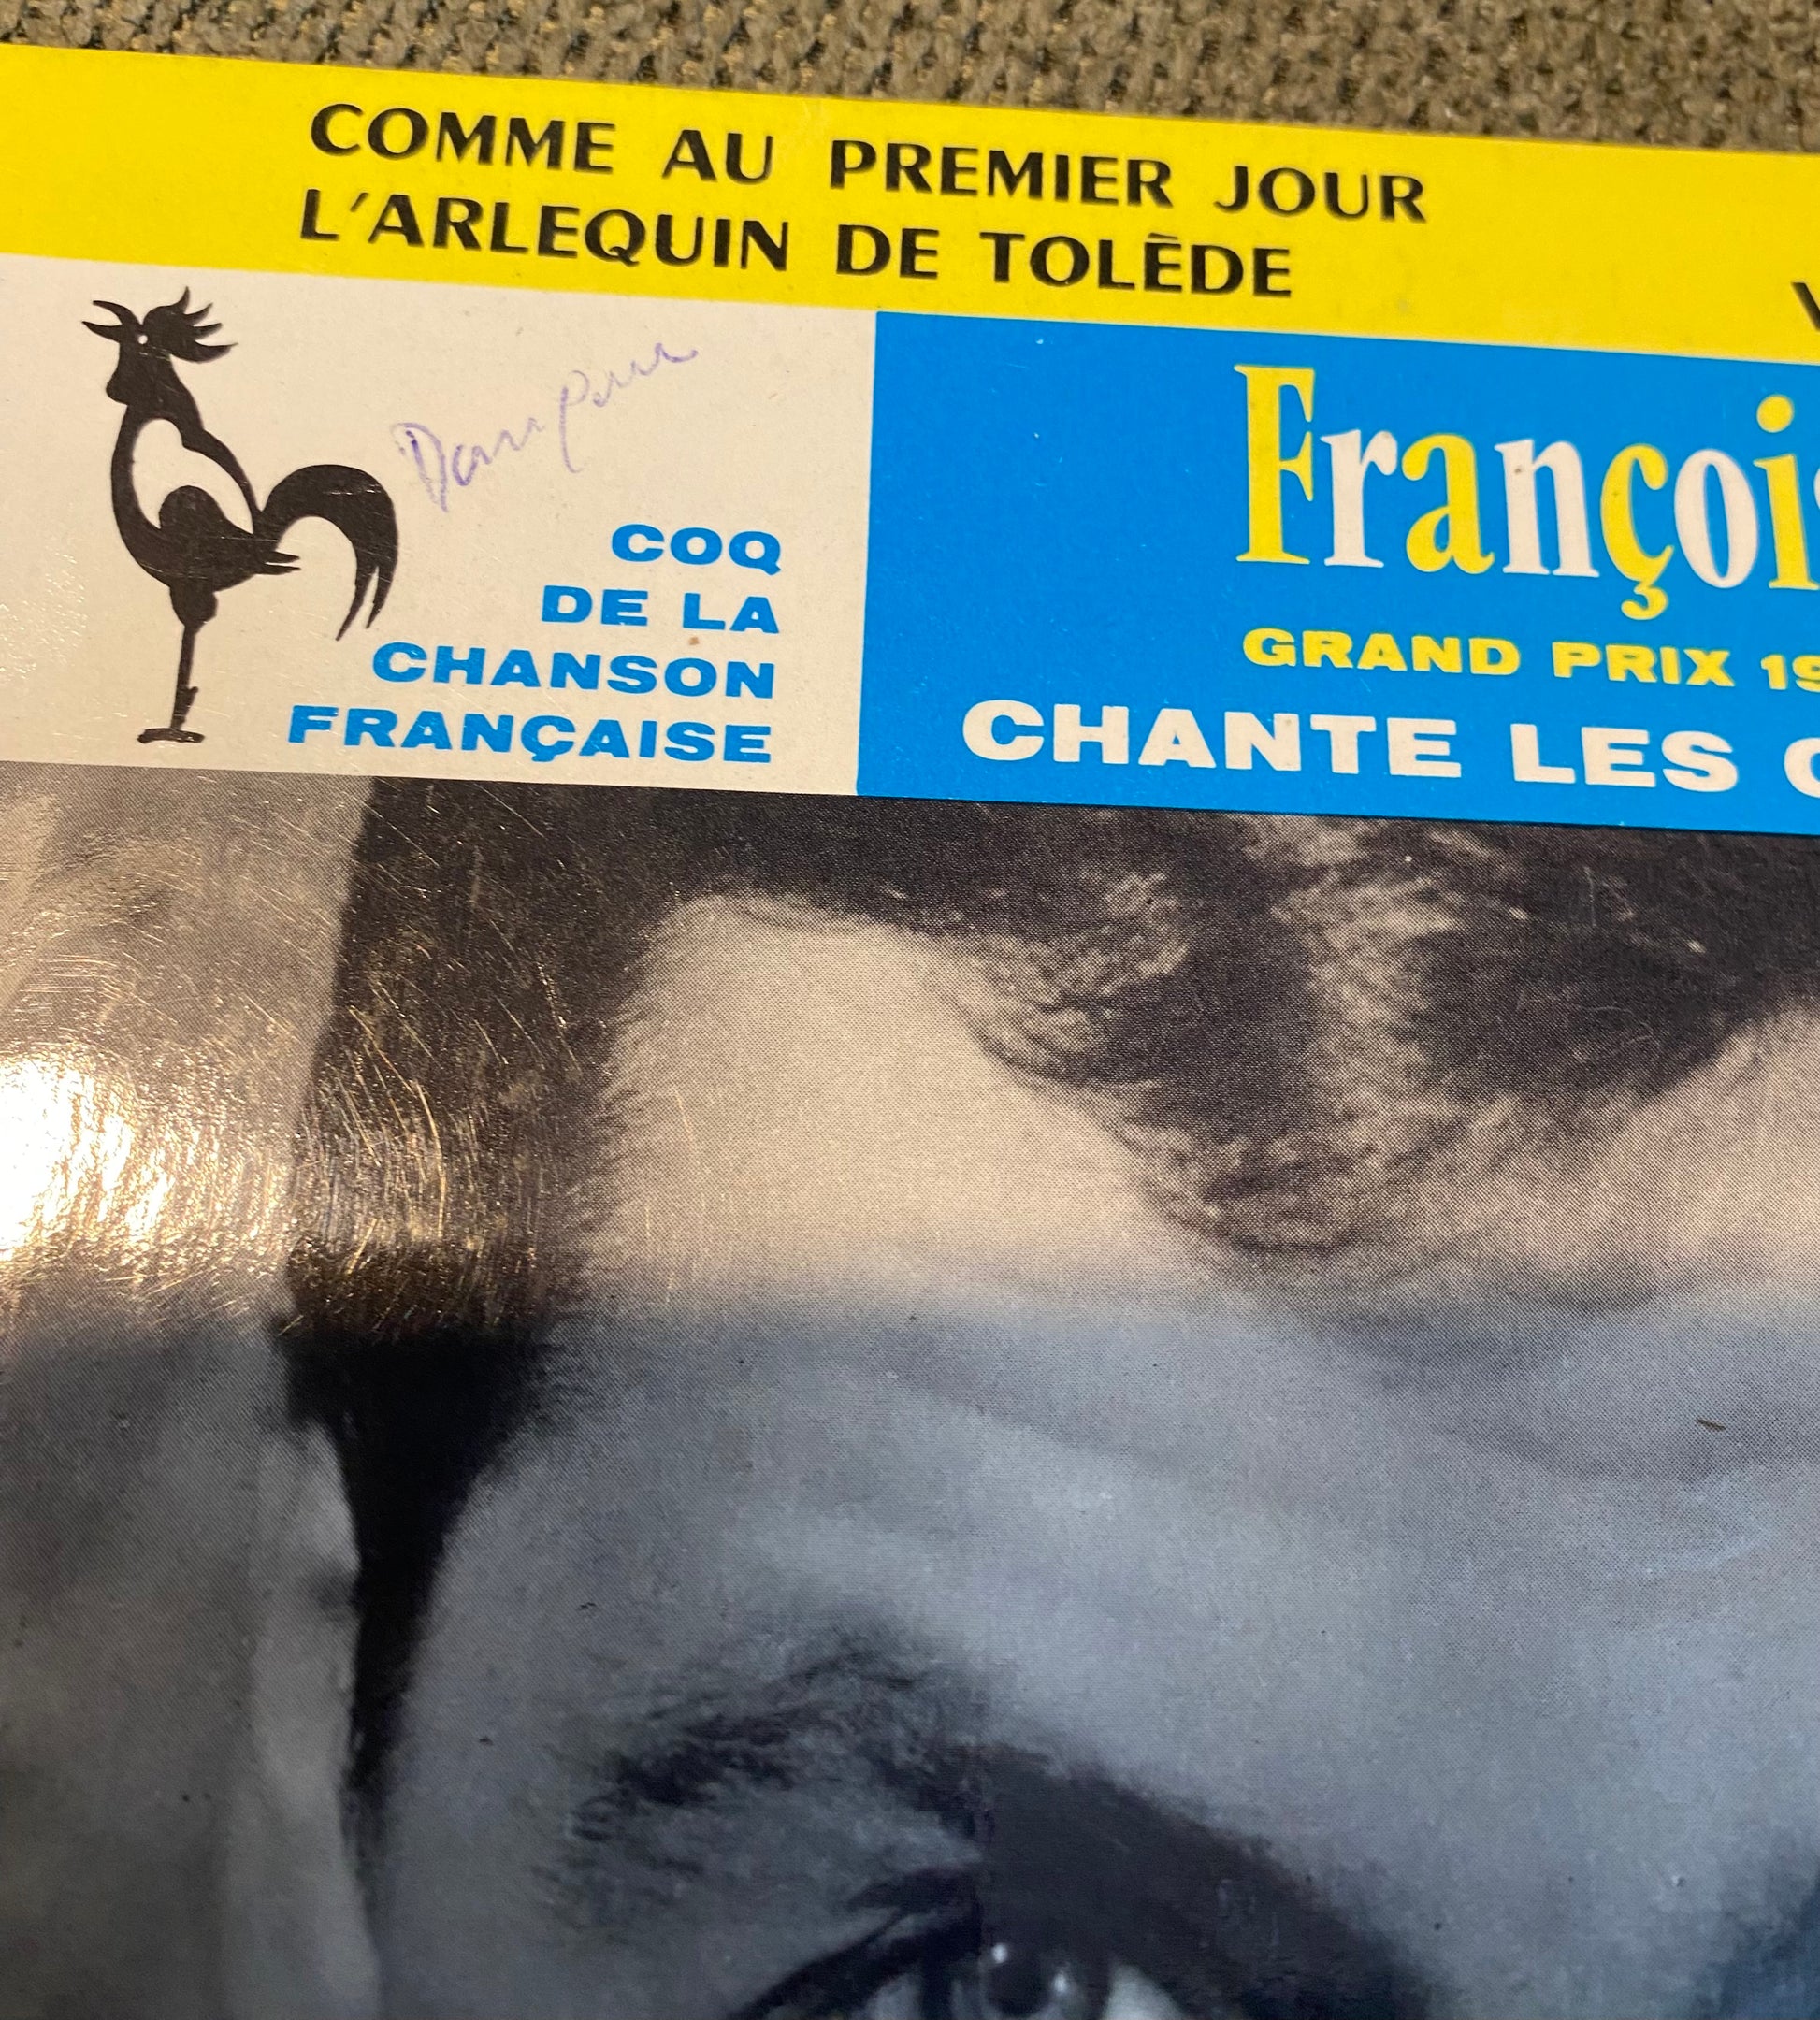 COMME AU PREMIER JOUR
L'ARLEQUIN DE TOLÈDE
COQ
DE LA
CHANSON
FRANÇAISE
Françoi
GRAND PRIX 19
CHANTE LES